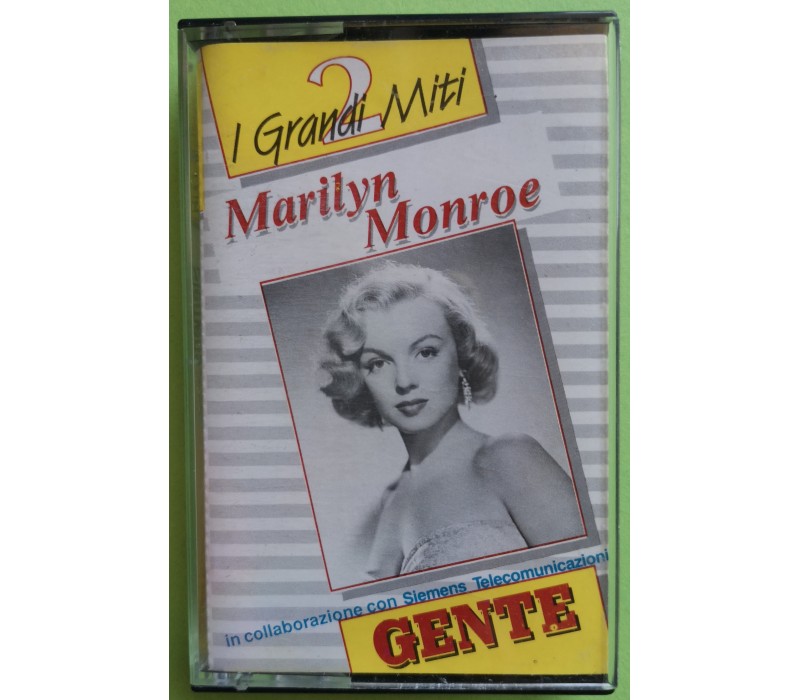 2
I Grandi Miti
Marilyn
Monroe
in collaborazione con Siemens Telecomunicazioni
GENTE